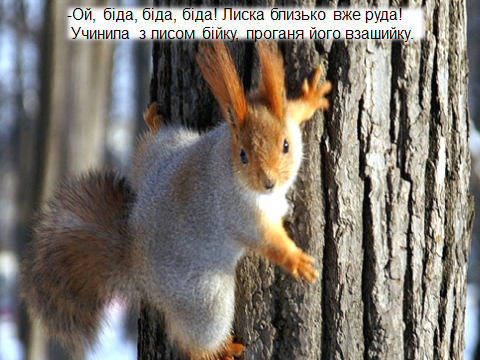 -Ой, біда, біда, біда! Лиска близько вже руда!
Учинила з лисом бійку, проганя його взашийку.